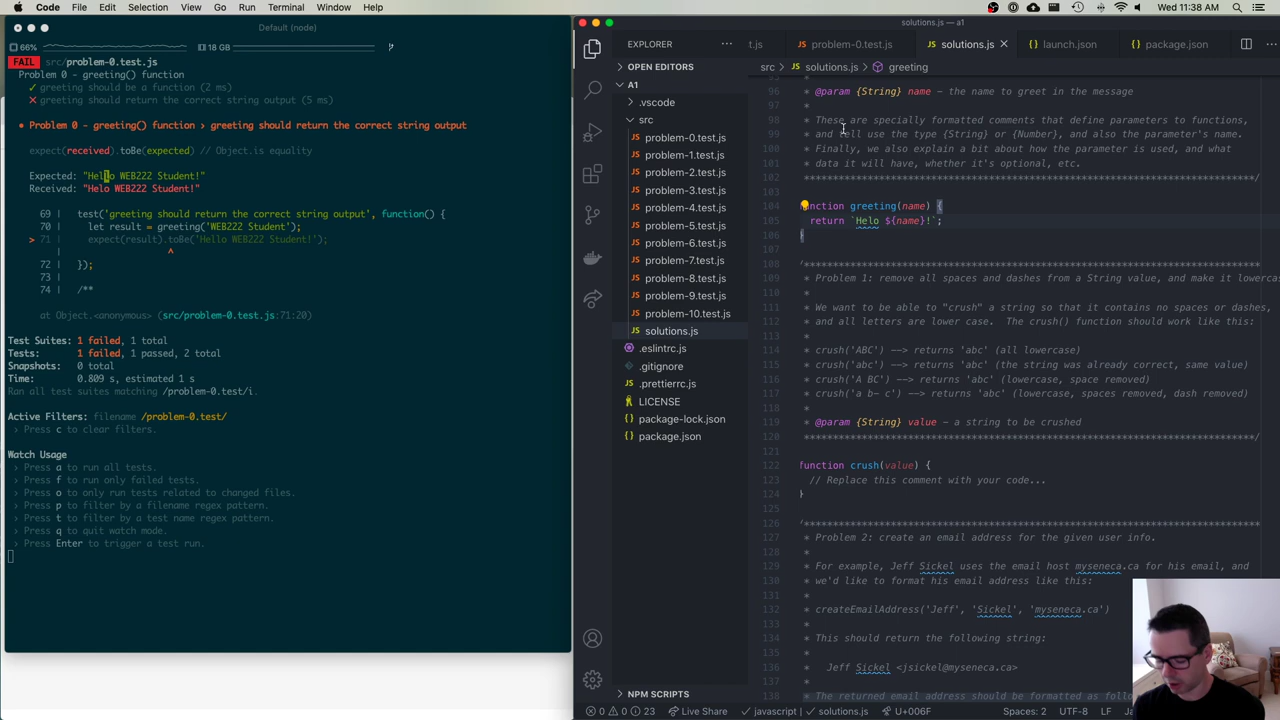 Code File Edit Selection View Go Run Terminal Window Help Wed 11:38 AM
Default (node)
66% 18 GB
FAIL src/problem-0.test.js
Problem 0 - greeting() function
✓ greeting should be a function (2 ms)
✕ greeting should return the correct string output (5 ms)
● Problem 0 - greeting() function › greeting should return the correct string output
expect(received).toBe(expected) // Object.is equality
Expected: "Hello WEB222 Student!"
Received: "Helo WEB222 Student!"
69 | test('greeting should return the correct string output', function() {
70 | let result = greeting('WEB222 Student');
> 71 | expect(result).toBe('Hello WEB222 Student!');
| ^
72 | });
73 |
74 | /**
at Object.<anonymous> (src/problem-0.test.js:71:20)
Test Suites: 1 failed, 1 total
Tests: 1 failed, 1 passed, 2 total
Snapshots: 0 total
Time: 0.809 s, estimated 1 s
Ran all test suites matching /problem-0.test/i.
Active Filters: filename /problem-0.test/
› Press c to clear filters.
Watch Usage
› Press a to run all tests.
› Press f to run only failed tests.
› Press o to only run tests related to changed files.
› Press p to filter by a filename regex pattern.
› Press t to filter by a test name regex pattern.
› Press q to quit watch mode.
› Press Enter to trigger a test run.
solutions.js — a1
EXPLORER
OPEN EDITORS
A1
.vscode
src
JS problem-0.test.js
JS problem-1.test.js
JS problem-2.test.js
JS problem-3.test.js
JS problem-4.test.js
JS problem-5.test.js
JS problem-6.test.js
JS problem-7.test.js
JS problem-8.test.js
JS problem-9.test.js
JS problem-10.test.js
JS solutions.js
.eslintrc.js
.gitignore
.prettierrc.js
LICENSE
package-lock.json
package.json
NPM SCRIPTS
t.js JS problem-0.test.js JS solutions.js launch.json package.json
src › JS solutions.js › greeting
95
96 * @param {String} name – the name to greet in the message
97 *
98 * These are specially formatted comments that define parameters to functions,
99 * and tell use the type {String} or {Number}, and also the parameter's name.
100 * Finally, we also explain a bit about how the parameter is used, and what
101 * data it will have, whether it's optional, etc.
102 ******************************************************************************/
103
104 function greeting(name) {
105 return `Helo ${name}!`;
106 }
107
108 /******************************************************************************
109 * Problem 1: remove all spaces and dashes from a String value, and make it lowerca
110 *
111 * We want to be able to "crush" a string so that it contains no spaces or dashes,
112 * and all letters are lower case. The crush() function should work like this:
113 *
114 * crush('ABC') --> returns 'abc' (all lowercase)
115 * crush('abc') --> returns 'abc' (the string was already correct, same value)
116 * crush('A BC') --> returns 'abc' (lowercase, space removed)
117 * crush('a b- c') --> returns 'abc' (lowercase, spaces removed, dash removed)
118 *
119 * @param {String} value – a string to be crushed
120 ******************************************************************************/
121
122 function crush(value) {
123 // Replace this comment with your code...
124 }
125
126 /******************************************************************************
127 * Problem 2: create an email address for the given user info.
128 *
129 * For example, Jeff Sickel uses the email host myseneca.ca for his email, and
130 * we'd like to format his email address like this:
131 *
132 * createEmailAddress('Jeff', 'Sickel', 'myseneca.ca')
133 *
134 * This should return the following string:
135 *
136 * Jeff Sickel <jsickel@myseneca.ca>
137 *
138 * The returned email address should be formatted as follo
0 0 23 Live Share javascript | solutions.js U+006F Spaces: 2 UTF-8 LF